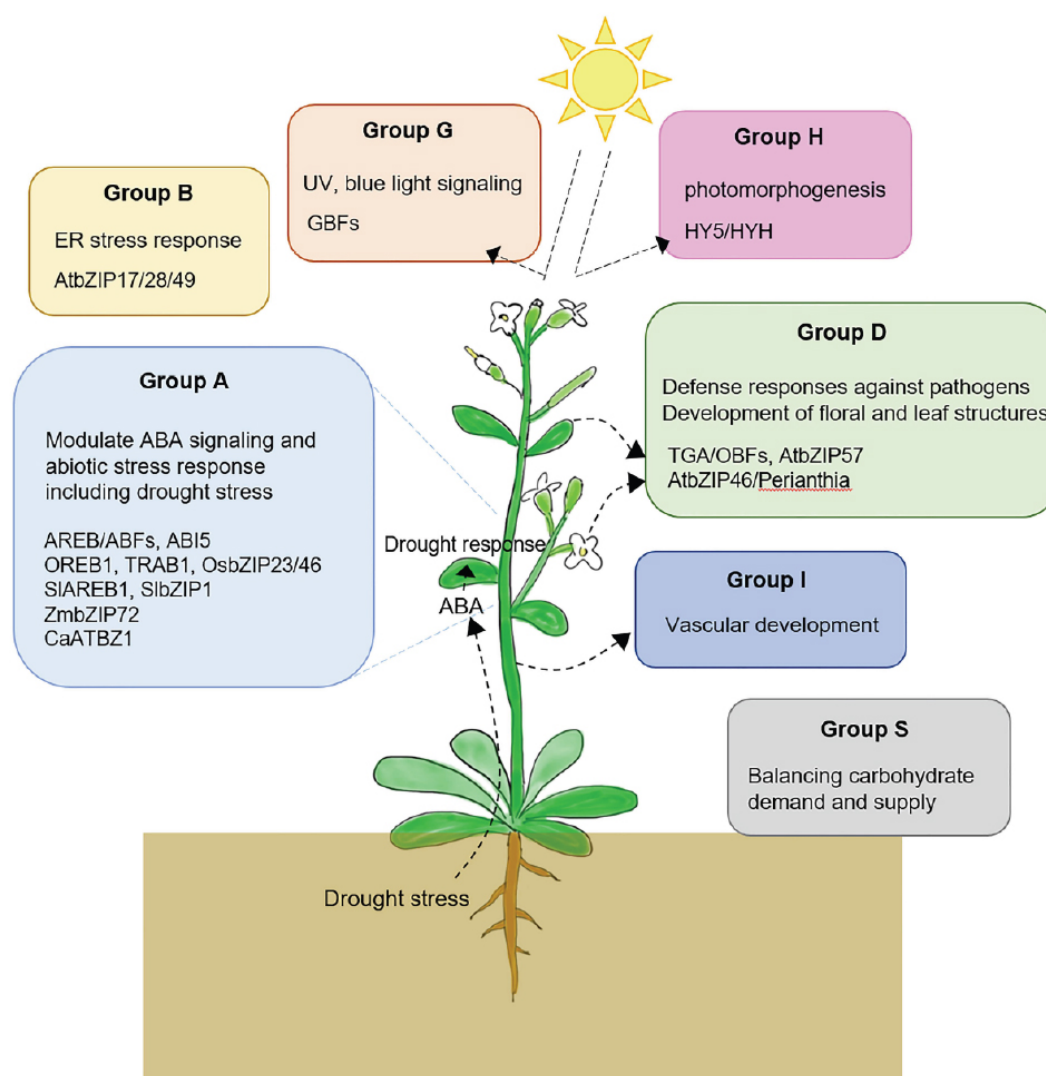 Group G
UV, blue light signaling
GBFs
Group H
photomorphogenesis
HY5/HYH
Group B
ER stress response
AtbZIP17/28/49
Group A
Modulate ABA signaling and
abiotic stress response
including drought stress
AREB/ABFs, ABI5
OREB1, TRAB1, OsbZIP23/46
SlAREB1, SlbZIP1
ZmbZIP72
CaATBZ1
Group D
Defense responses against pathogens
Development of floral and leaf structures
TGA/OBFs, AtbZIP57
AtbZIP46/Perianthia
Drought response
ABA
Group I
Vascular development
Group S
Balancing carbohydrate
demand and supply
Drought stress